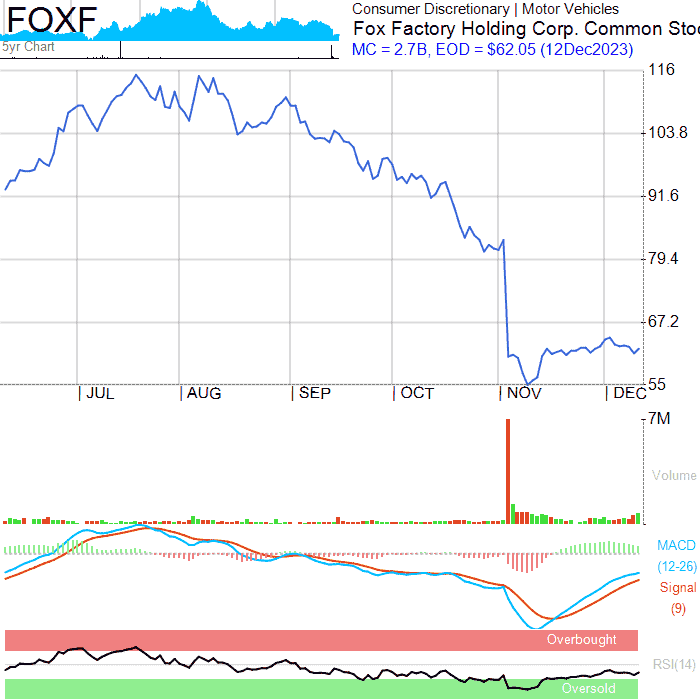 FOXF
5yr Chart
Consumer Discretionary | Motor Vehicles
Fox Factory Holding Corp. Common Sto
MC = 2.7B, EOD = $62.05 (12Dec2023)
116
103.8
91.6
79.4
67.2
55
| JUL | AUG | SEP | OCT | NOV | DEC
7M
Volume
MACD
(12-26)
Signal
(9)
Overbought
RSI(14)
Oversold